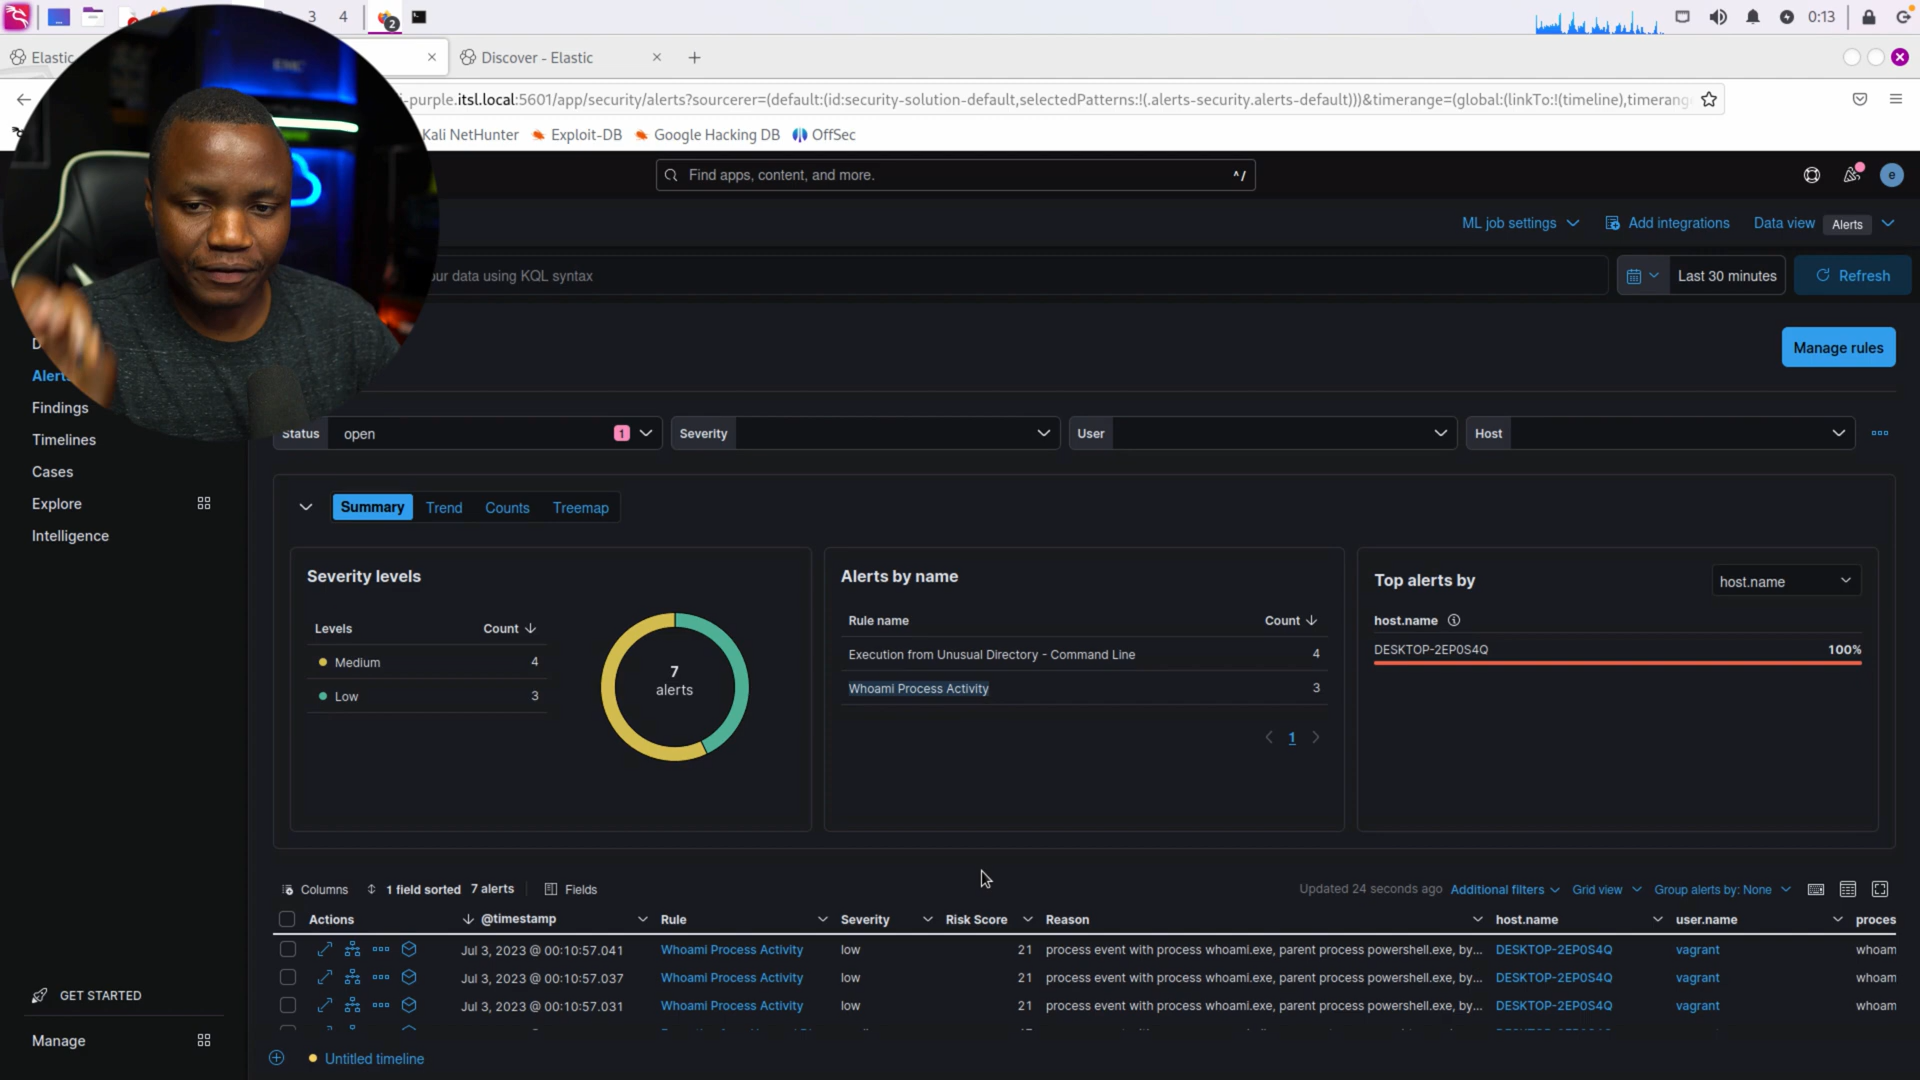 3 4 2 0:13
Elastic
Discover - Elastic
i-purple.itsl.local:5601/app/security/alerts?sourcerer=(default:(id:security-solution-default,selectedPatterns:!(.alerts-security.alerts-default)))&timerange=(global:(linkTo:!(timeline),timerang
Kali NetHunter Exploit-DB Google Hacking DB OffSec
Find apps, content, and more. ^/ e
ML job settings Add integrations Data view Alerts
our data using KQL syntax Last 30 minutes Refresh
Manage rules
Alerts
Findings
Timelines
Cases
Explore
Intelligence
GET STARTED
Manage
Status open 1 Severity User Host
Summary Trend Counts Treemap
Severity levels
Levels Count
Medium 4
Low 3
7
alerts
Alerts by name
Rule name Count
Execution from Unusual Directory - Command Line 4
Whoami Process Activity 3
1
Top alerts by host.name
host.name
DESKTOP-2EP0S4Q 100%
Columns 1 field sorted 7 alerts Fields Updated 24 seconds ago Additional filters Grid view Group alerts by: None
Actions @timestamp Rule Severity Risk Score Reason host.name user.name proces
Jul 3, 2023 @ 00:10:57.041 Whoami Process Activity low 21 process event with process whoami.exe, parent process powershell.exe, by... DESKTOP-2EP0S4Q vagrant whoam
Jul 3, 2023 @ 00:10:57.037 Whoami Process Activity low 21 process event with process whoami.exe, parent process powershell.exe, by... DESKTOP-2EP0S4Q vagrant whoam
Jul 3, 2023 @ 00:10:57.031 Whoami Process Activity low 21 process event with process whoami.exe, parent process powershell.exe, by... DESKTOP-2EP0S4Q vagrant whoam
Untitled timeline